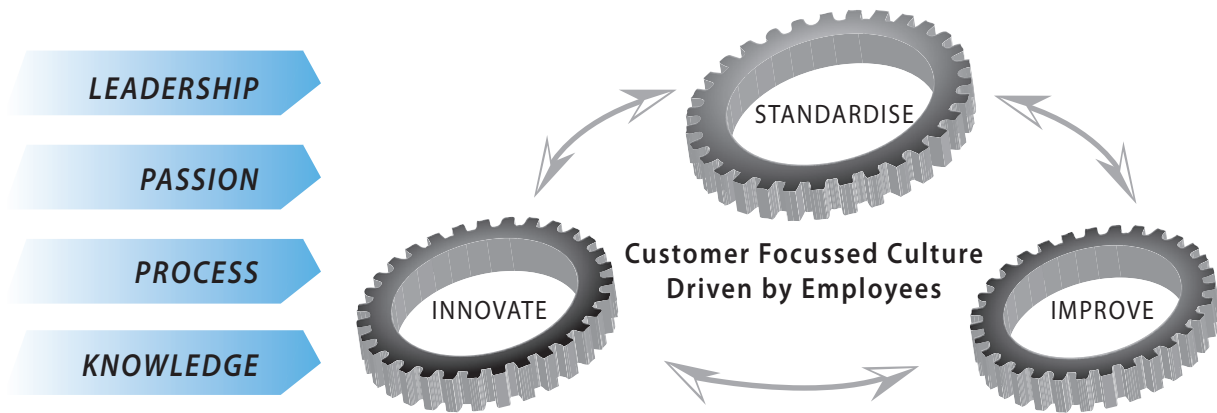 LEADERSHIP
PASSION
PROCESS
KNOWLEDGE
STANDARDISE
Customer Focussed Culture
Driven by Employees
INNOVATE
IMPROVE